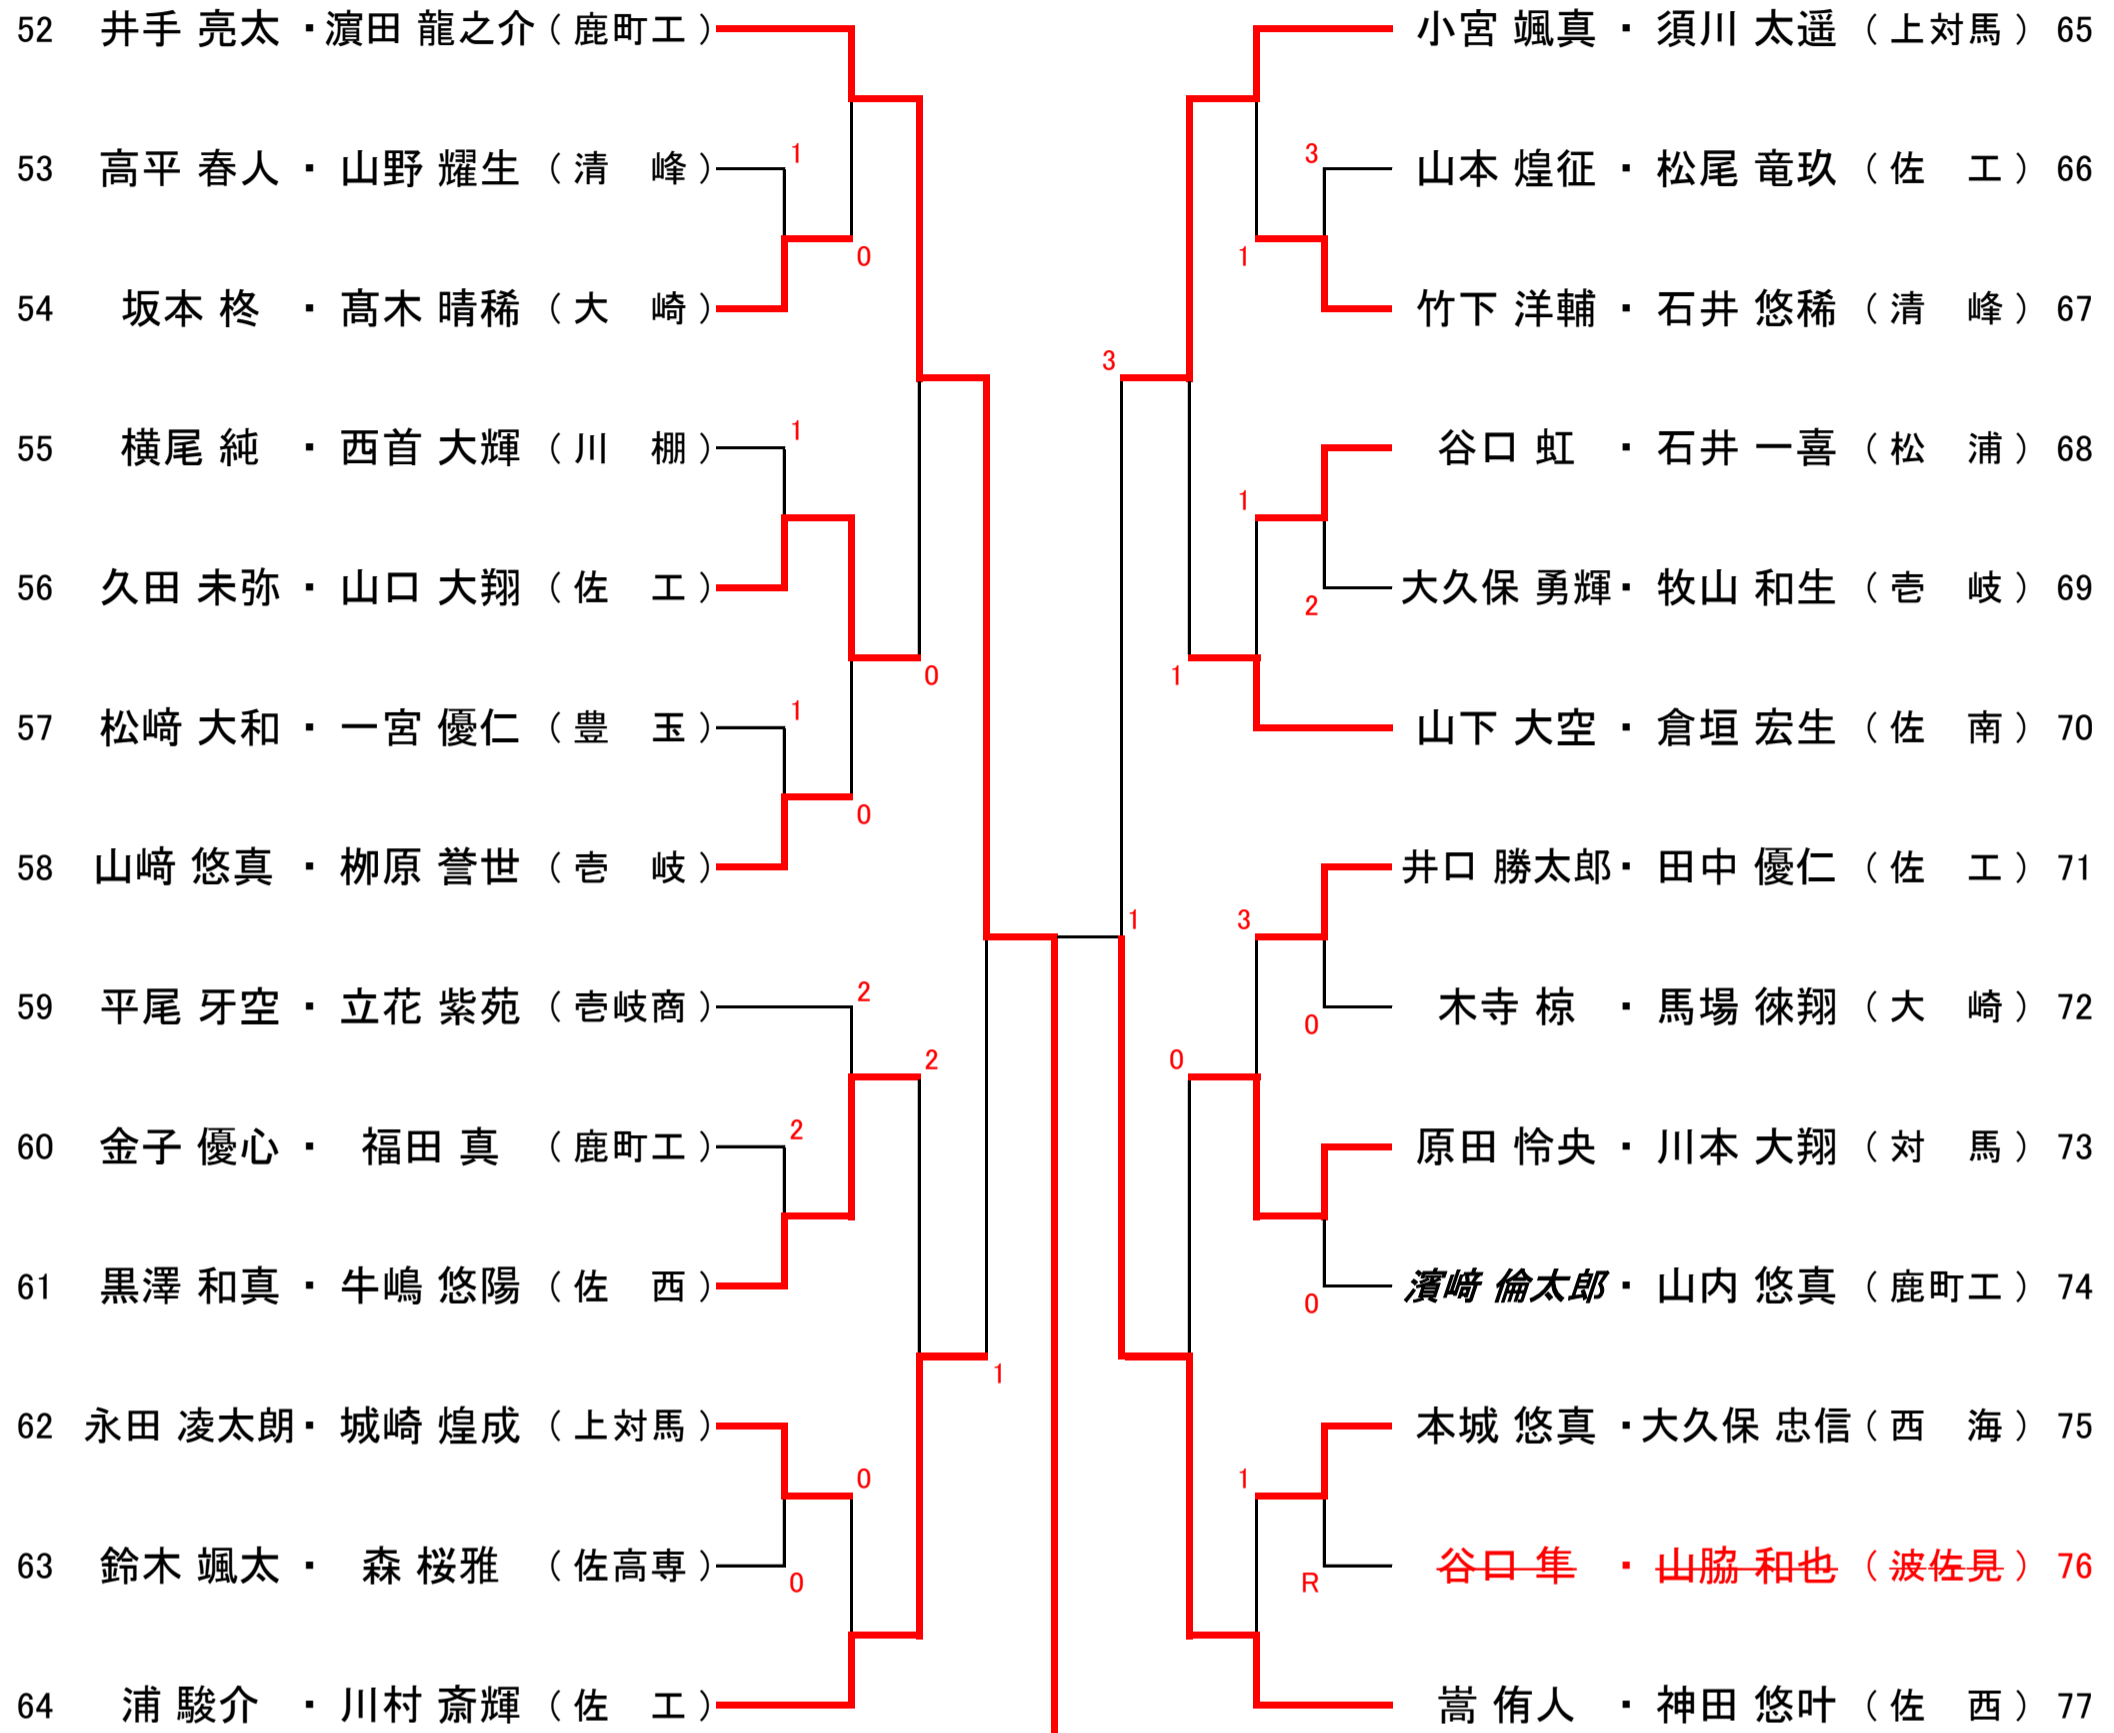 52 井手 亮太 ・ 濵田 龍之介 ( 鹿町工 ) 小宮 颯真 ・ 須川 太遥 ( 上対馬 ) 65
53 高平 春人 ・ 山野 耀生 ( 清 峰 ) 1 3 山本 煌征 ・ 松尾 竜玖 ( 佐 工 ) 66
0 1
54 坂本 柊 ・ 髙木 晴稀 ( 大 崎 ) 竹下 洋輔 ・ 石井 悠稀 ( 清 峰 ) 67
3
55 横尾 純 ・ 西首 大輝 ( 川 棚 ) 1 谷口 虹 ・ 石井 一喜 ( 松 浦 ) 68
1
56 久田 未弥 ・ 山口 大翔 ( 佐 工 ) 2 大久保 勇輝 ・ 牧山 和生 ( 壱 岐 ) 69
0 1
57 松﨑 大和 ・ 一宮 優仁 ( 豊 玉 ) 1 山下 大空 ・ 倉垣 宏生 ( 佐 南 ) 70
0
58 山﨑 悠真 ・ 栁原 誉世 ( 壱 岐 ) 井口 勝太郎 ・ 田中 優仁 ( 佐 工 ) 71
1 3
59 平尾 牙空 ・ 立花 紫苑 ( 壱岐商 ) 2 0 木寺 椋 ・ 馬場 徠翔 ( 大 崎 ) 72
2 0
60 金子 優心 ・ 福田 真 ( 鹿町工 ) 2 原田 怜央 ・ 川本 大翔 ( 対 馬 ) 73
61 黒澤 和真 ・ 牛嶋 悠陽 ( 佐 西 ) 0 濱﨑 倫太郎 ・ 山内 悠真 ( 鹿町工 ) 74
1
62 永田 凌太朗 ・ 城崎 煌成 ( 上対馬 ) 本城 悠真 ・ 大久保 忠信 ( 西 海 ) 75
0 1
63 鈴木 颯太 ・ 森 桜雅 ( 佐高専 ) 0 R 谷口 隼 ・ 山脇 和也 ( 波佐見 ) 76
64 浦 駿介 ・ 川村 斎輝 ( 佐 工 ) 嵩 侑人 ・ 神田 悠叶 ( 佐 西 ) 77